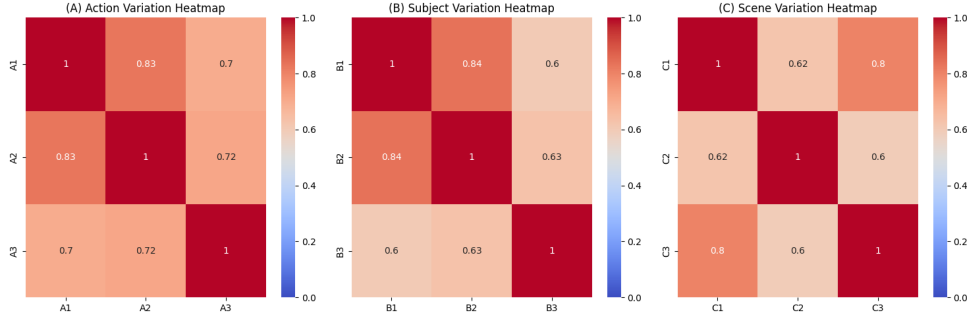 (A) Action Variation Heatmap
A1
A2
A3
1
0.83
0.7
0.83
1
0.72
0.7
0.72
1
A1
A2
A3
1.0
0.8
0.6
0.4
0.2
0.0
(B) Subject Variation Heatmap
B1
B2
B3
1
0.84
0.6
0.84
1
0.63
0.6
0.63
1
B1
B2
B3
1.0
0.8
0.6
0.4
0.2
0.0
(C) Scene Variation Heatmap
C1
C2
C3
1
0.62
0.8
0.62
1
0.6
0.8
0.6
1
C1
C2
C3
1.0
0.8
0.6
0.4
0.2
0.0